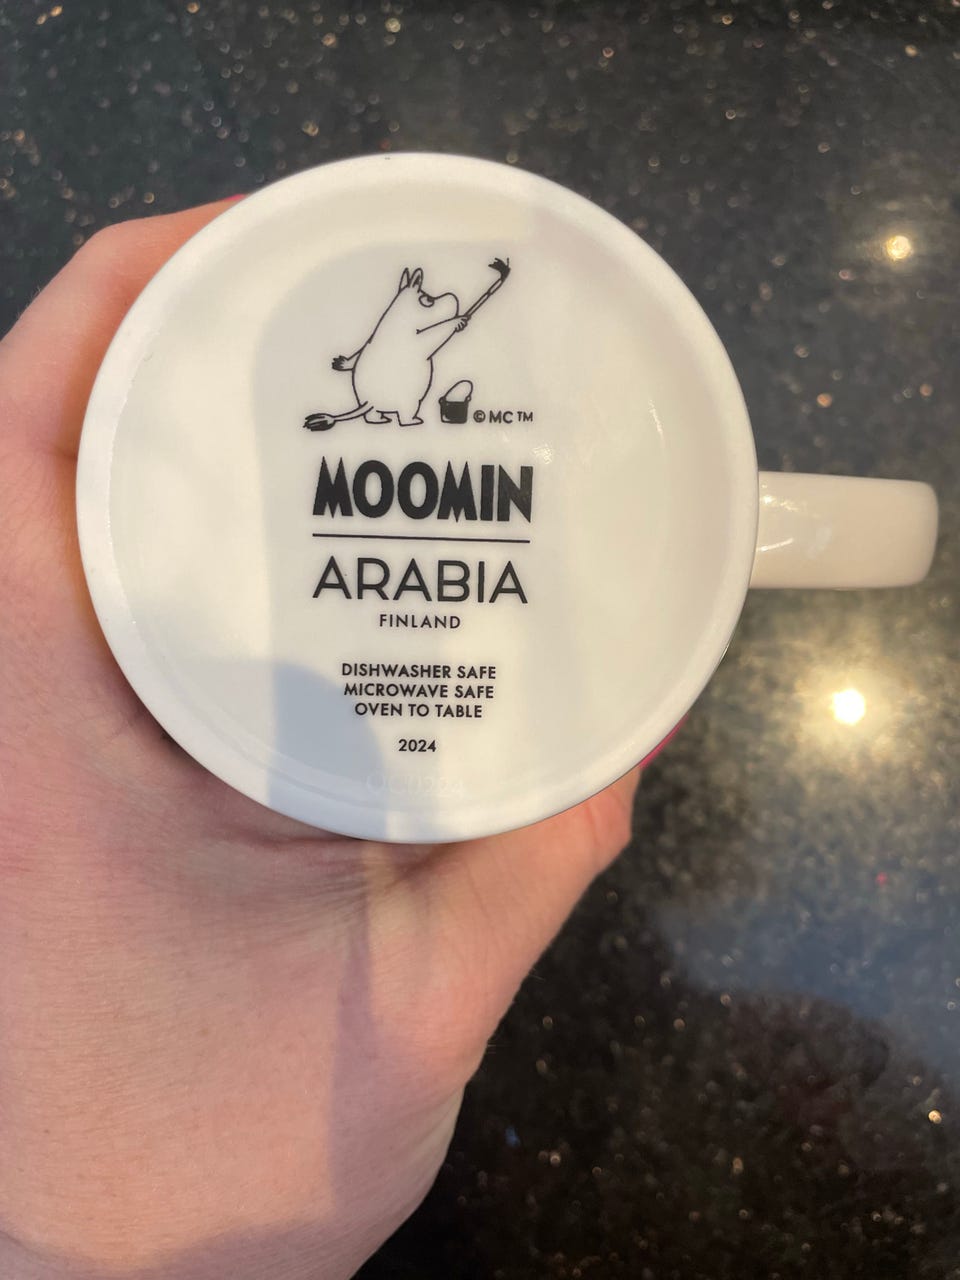 © MC ™
MOOMIN
ARABIA
FINLAND
DISHWASHER SAFE
MICROWAVE SAFE
OVEN TO TABLE
2024